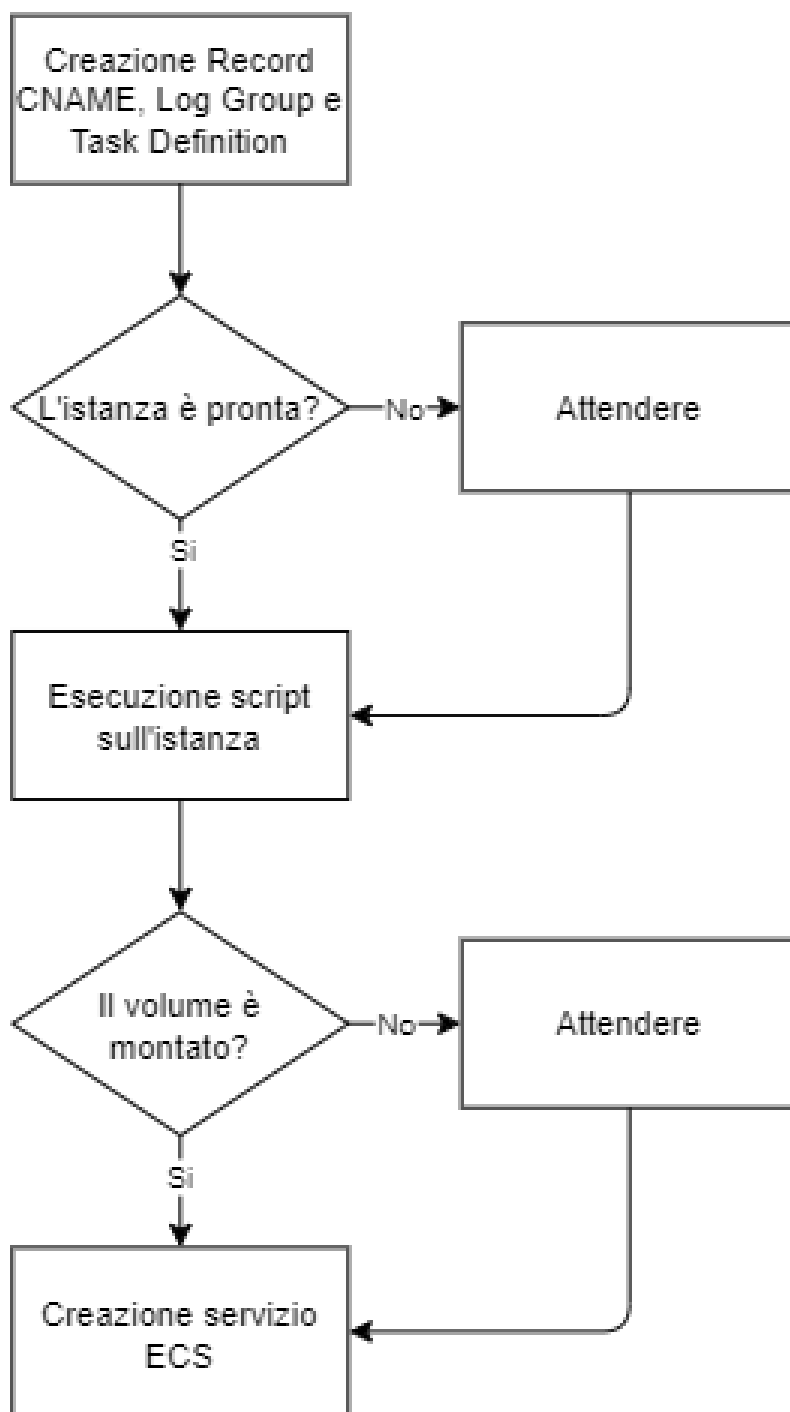 Creazione Record
CNAME, Log Group e
Task Definition
L'istanza è pronta?
No
Attendere
Si
Esecuzione script
sull'istanza
Il volume è
montato?
No
Attendere
Si
Creazione servizio
ECS